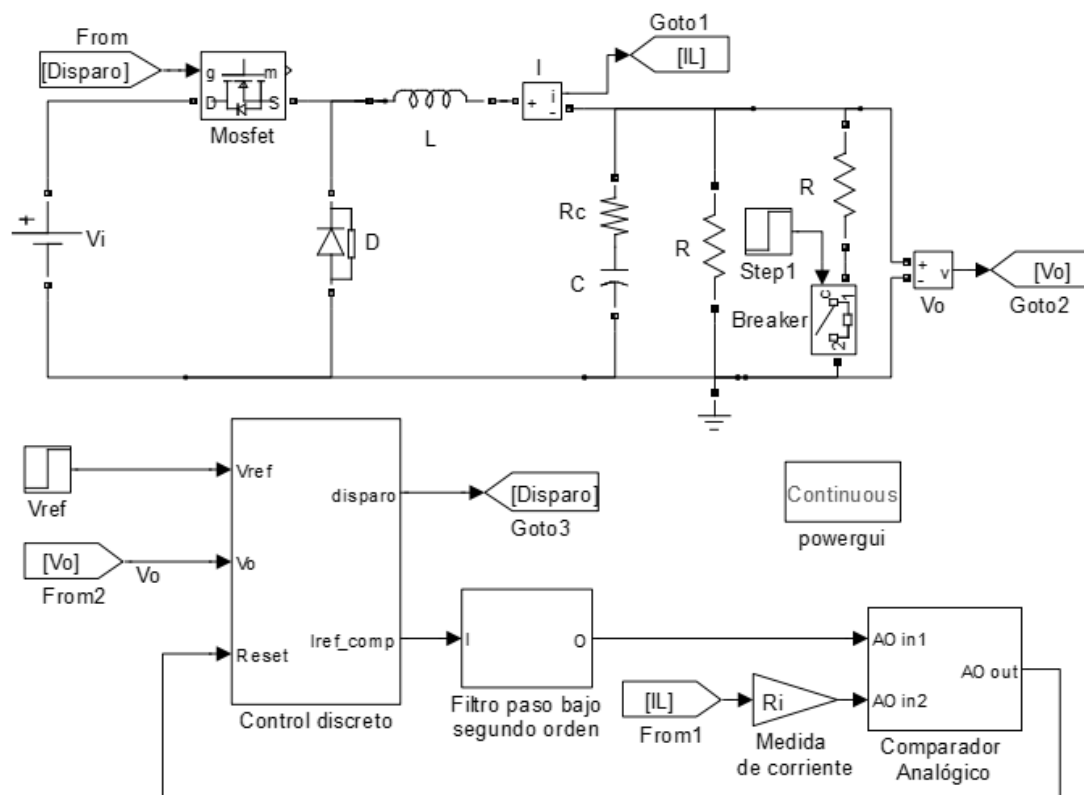 From
[Disparo]
g
m
D
S
Mosfet
Goto1
[IL]
I
+
i
-
L
+
Vi
D
Rc
C
R
R
Step1
c
1
2
Breaker
+
-
v
Vo
[Vo]
Goto2
Vref
Vref
[Vo]
From2
Vo
Vo
Reset
disparo
Iref_comp
Control discreto
[Disparo]
Goto3
I
O
Filtro paso bajo
segundo orden
Continuous
powergui
[IL]
From1
Ri
Medida
de corriente
AO in1
AO in2
AO out
Comparador
Analógico